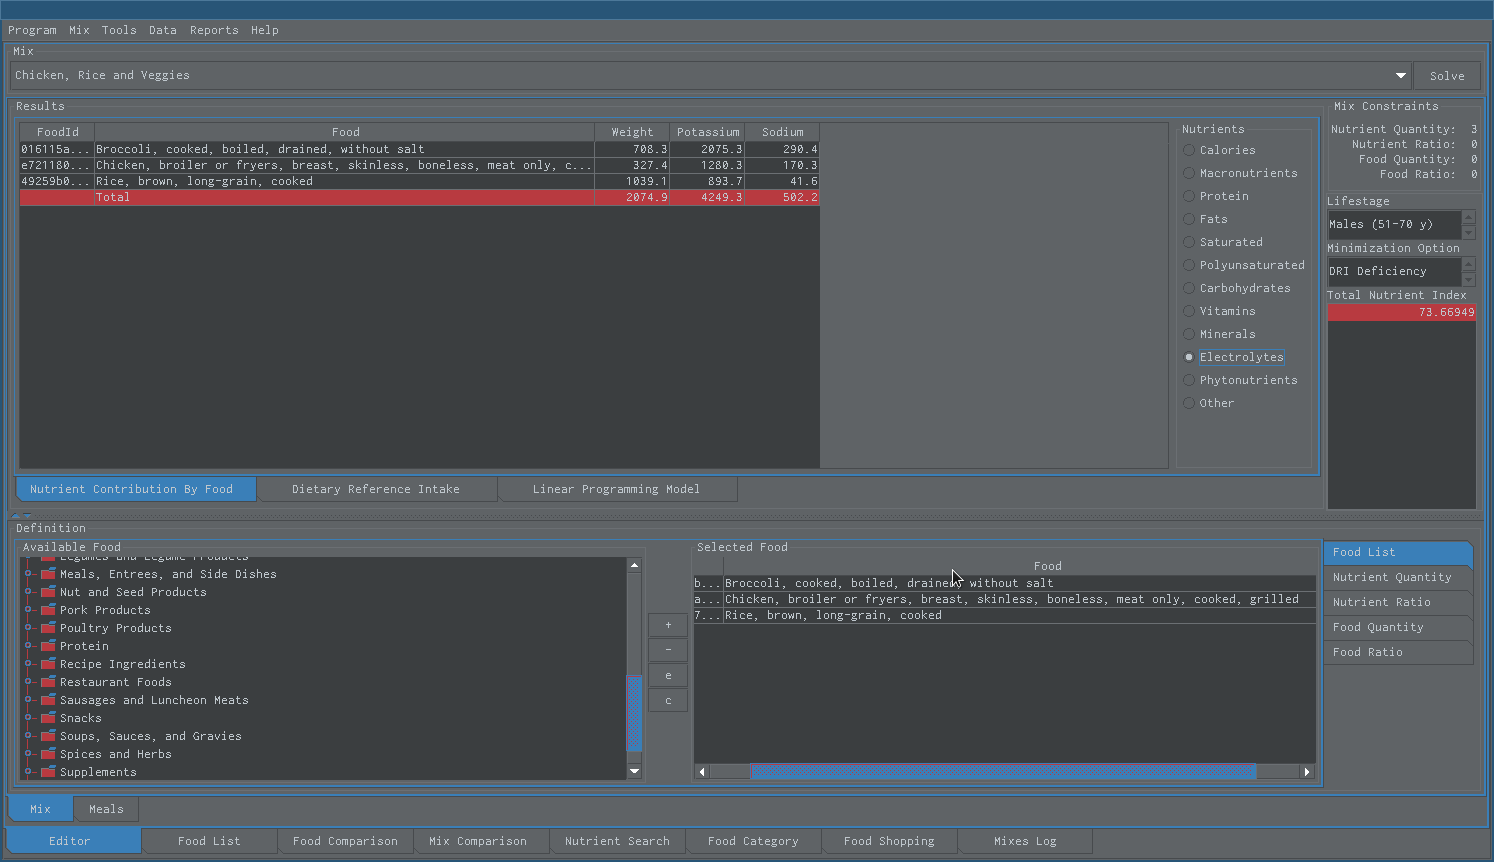 Program Mix Tools Data Reports Help
Mix
Chicken, Rice and Veggies
Solve
Results
FoodId Food Weight Potassium Sodium
016115a... Broccoli, cooked, boiled, drained, without salt 708.3 2075.3 290.4
e721180... Chicken, broiler or fryers, breast, skinless, boneless, meat only, c... 327.4 1280.3 170.3
49259b0... Rice, brown, long-grain, cooked 1039.1 893.7 41.6
Total 2074.9 4249.3 502.2
Nutrients
Calories
Macronutrients
Protein
Fats
Saturated
Polyunsaturated
Carbohydrates
Vitamins
Minerals
Electrolytes
Phytonutrients
Other
Mix Constraints
Nutrient Quantity: 3
Nutrient Ratio: 0
Food Quantity: 0
Food Ratio: 0
Lifestage
Males (51-70 y)
Minimization Option
DRI Deficiency
Total Nutrient Index
73.66949
Nutrient Contribution By Food Dietary Reference Intake Linear Programming Model
Definition
Available Food
Legumes and Legume Products
Meals, Entrees, and Side Dishes
Nut and Seed Products
Pork Products
Poultry Products
Protein
Recipe Ingredients
Restaurant Foods
Sausages and Luncheon Meats
Snacks
Soups, Sauces, and Gravies
Spices and Herbs
Supplements
+
-
e
c
Selected Food
Food
b... Broccoli, cooked, boiled, drained, without salt
a... Chicken, broiler or fryers, breast, skinless, boneless, meat only, cooked, grilled
7... Rice, brown, long-grain, cooked
Food List
Nutrient Quantity
Nutrient Ratio
Food Quantity
Food Ratio
Mix Meals
Editor Food List Food Comparison Mix Comparison Nutrient Search Food Category Food Shopping Mixes Log